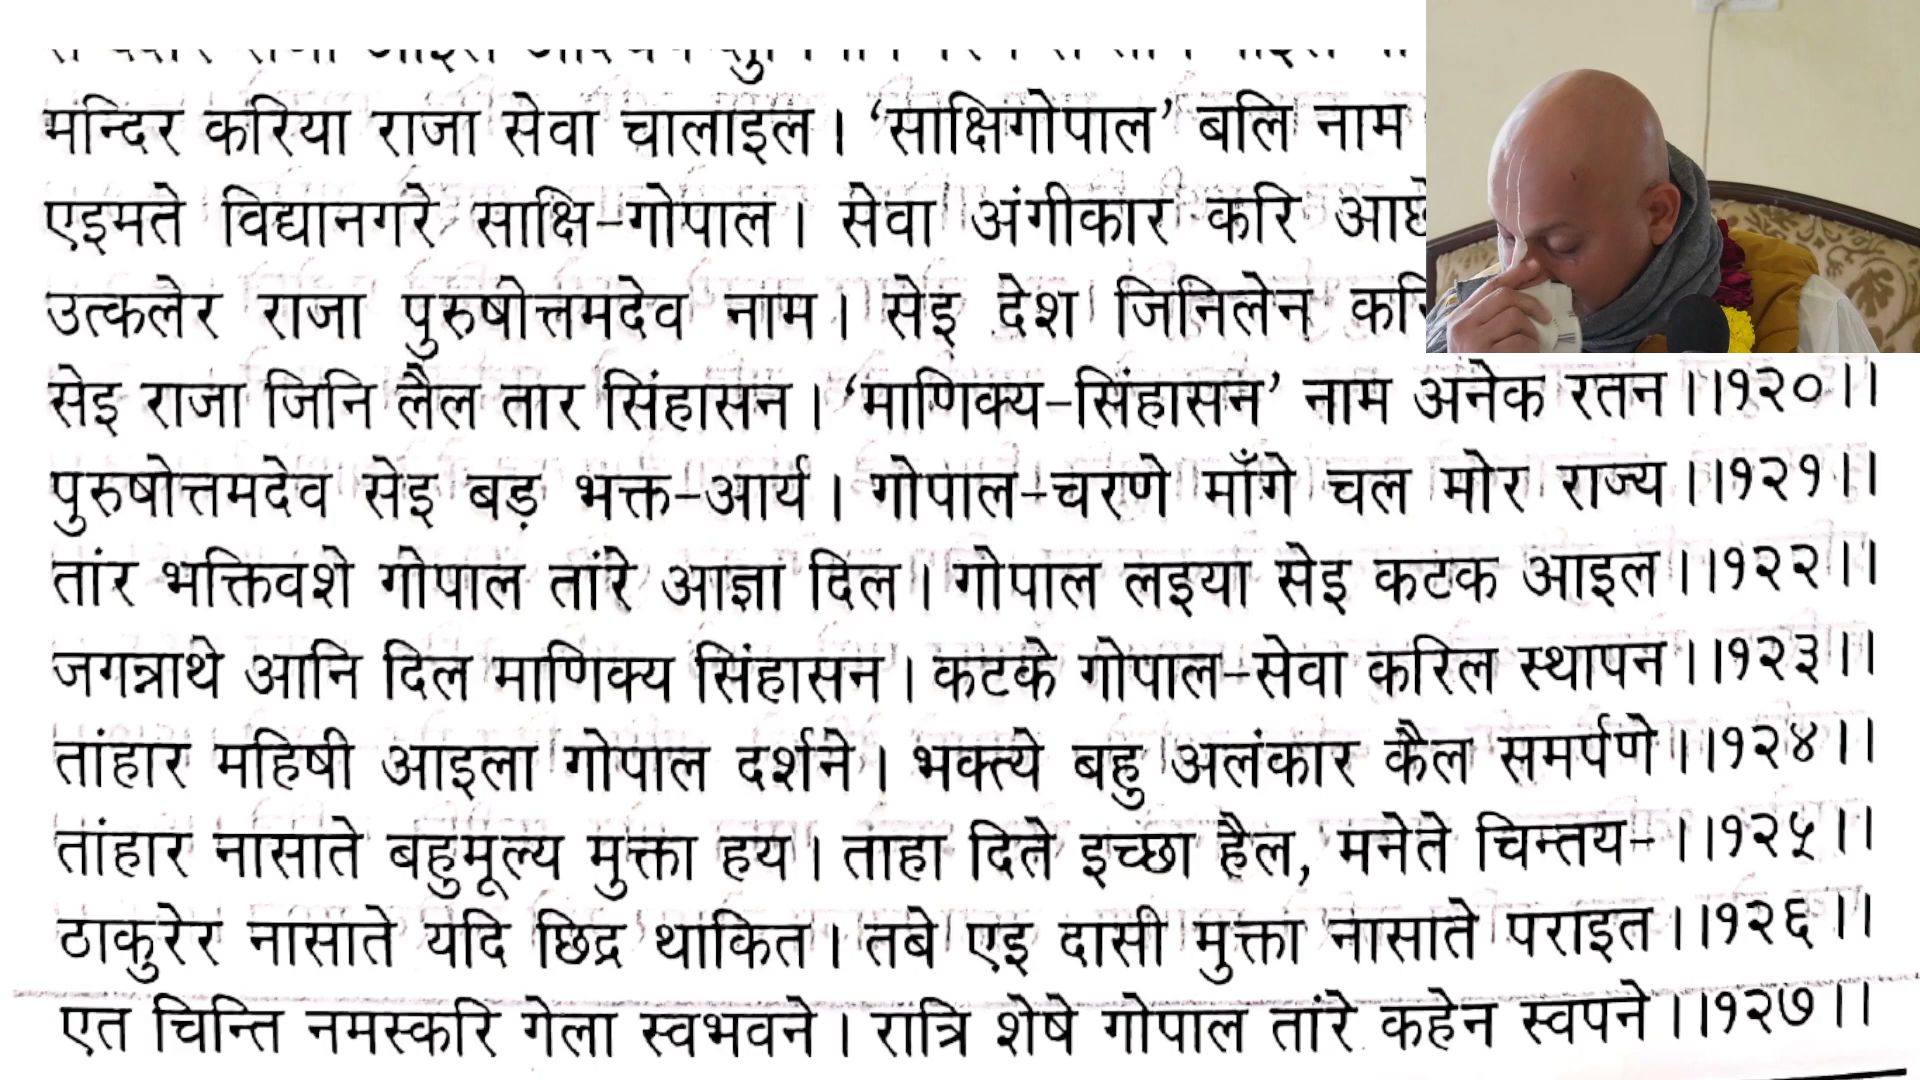 मन्दिर करिया राजा सेवा चालाइल। ‘साक्षिगोपाल’ बलि नाम
एइमते विद्यानगरे साक्षि-गोपाल। सेवा अंगीकार करि
उत्कलेर राजा पुरुषोत्तमदेव नाम। सेइ देश जिनिलेन
सेइ राजा जिनि लैल तार सिंहासन। ‘माणिक्य-सिंहासन’ नाम अनेक रतन।।१२०।।
पुरुषोत्तमदेव सेइ बड़ भक्त-आर्य। गोपाल-चरणे माँगे चल मोर राज्य।।१२१।।
तांर भक्तिवशे गोपाल तांरे आज्ञा दिल। गोपाल लइया सेइ कटक आइल।।१२२।।
जगन्नाथे आनि दिल माणिक्य सिंहासन। कटके गोपाल-सेवा करिल स्थापन।।१२३।।
तांहार महिषी आइला गोपाल दर्शने। भक्त्ये बहु अलंकार कैल समर्पणे।।१२४।।
तांहार नासाते बहुमूल्य मुक्ता हय। ताहा दिते इच्छा हैल, मनेते चिन्तय-।।१२५।।
ठाकुरेर नासाते यदि छिद्र थाकित। तबे एइ दासी मुक्ता नासाते पराइत।।१२६।।
एत चिन्ति नमस्करि गेला स्वभवने। रात्रि शेषे गोपाल तांरे कहेन स्वपने।।१२७।।